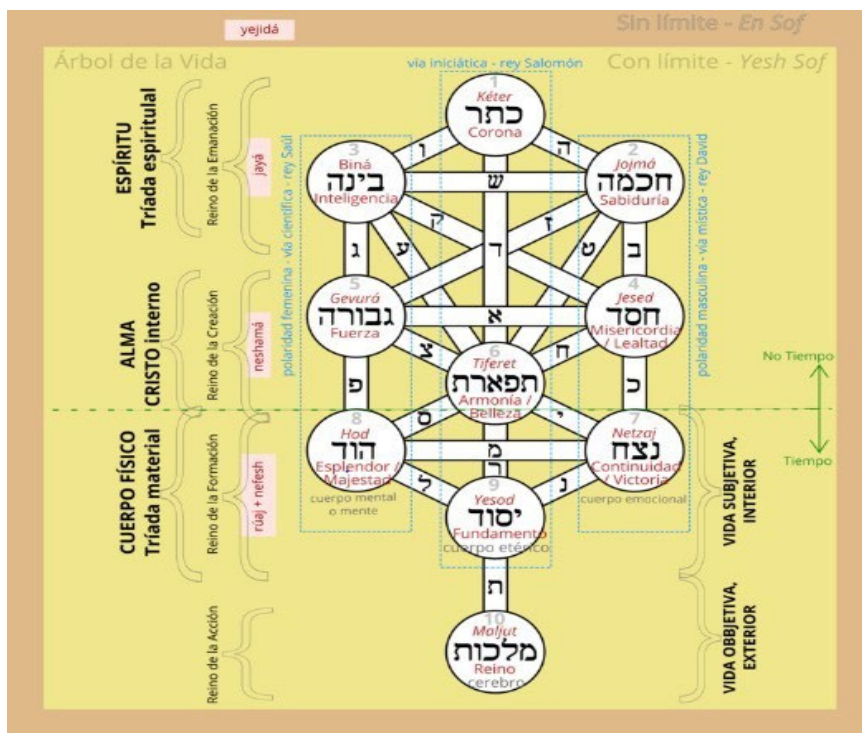 yejidá
Sin límite - En Sof
Árbol de la Vida
vía iniciática - rey Salomón
Con límite - Yesh Sof
ESPÍRITU
Tríada espiritulal
Reino de la Emanación
jayá
ALMA
CRISTO interno
Reino de la Creación
neshamá
CUERPO FÍSICO
Tríada material
Reino de la Formación
rúaj + nefesh
Reino de la Acción
polaridad femenina - vía científica - rey Saúl
polaridad masculina - vía mística - rey David
1
Kéter
כתר
Corona
ו
ה
3
Biná
בינה
Inteligencia
ש
2
Jojmá
חכמה
Sabiduría
ק
ז
ג
ע
ד
ט
ב
5
Gevurá
גבורה
Fuerza
א
4
Jesed
חסד
Misericordia
/ Lealtad
צ
ח
6
Tiferet
תפארת
Armonía /
Belleza
פ
כ
No Tiempo
Tiempo
ס
י
8
Hod
הוד
Esplendor /
Majestad
cuerpo mental
o mente
מ
ר
7
Netzaj
נצח
Continuidad
/ Victoria
cuerpo emocional
ל
נ
9
Yesod
יסוד
Fundamento
cuerpo etérico
ת
10
Maljut
מלכות
Reino
cerebro
VIDA SUBJETIVA,
INTERIOR
VIDA OBBJETIVA,
EXTERIOR